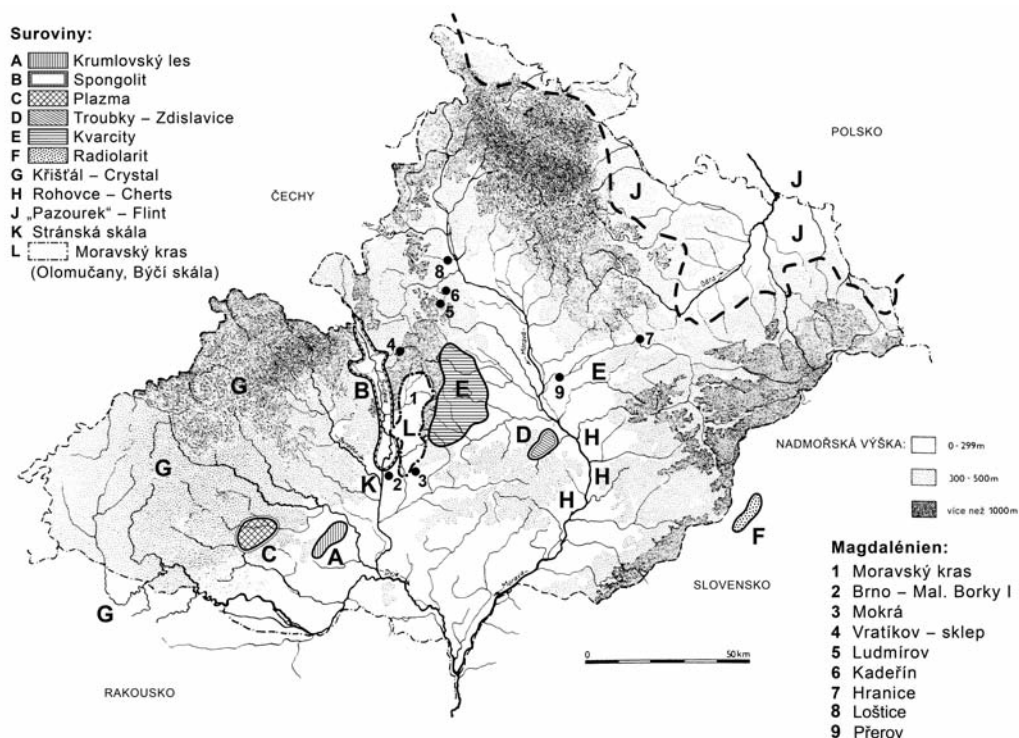 Suroviny:
A Krumlovský les
B Spongolit
C Plazma
D Troubky – Zdislavice
E Kvarcity
F Radiolarit
G Křišťál – Crystal
H Rohovce – Cherts
J „Pazourek“ – Flint
K Stránská skála
L Moravský kras
(Olomučany, Býčí skála)
POLSKO
ČECHY
J
J
J
8
6
5
7
4
G
B
1
E
9
E
L
D
H
G
K
2
3
H
H
C
A
F
G
Odra
Morava
Morava
NADMOŘSKÁ VÝŠKA:
0 - 299m
300 - 500m
více než 1000m
SLOVENSKO
RAKOUSKO
0
50km
Magdalénien:
1 Moravský kras
2 Brno – Mal. Borky I
3 Mokrá
4 Vratíkov – sklep
5 Ludmírov
6 Kadeřín
7 Hranice
8 Loštice
9 Přerov